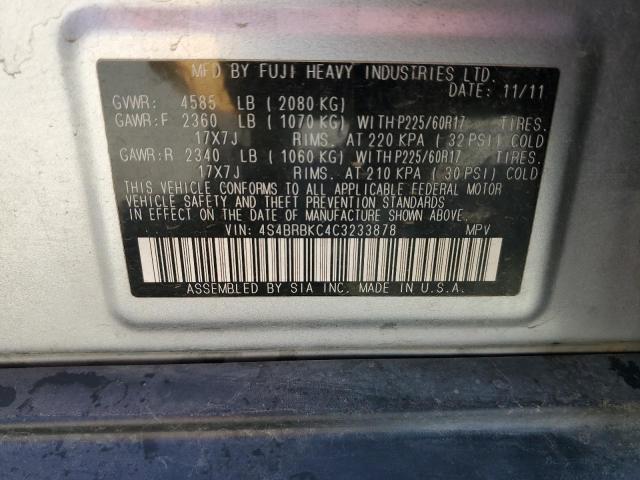 MFD BY FUJI HEAVY INDUSTRIES LTD.
DATE: 11/11
GVWR: 4585 LB ( 2080 KG)
GAWR:F 2360 LB ( 1070 KG) WITH P225/60R17 TIRES.
17X7J RIMS. AT 220 KPA ( 32 PSI) COLD
GAWR:R 2340 LB ( 1060 KG) WITH P225/60R17 TIRES.
17X7J RIMS. AT 210 KPA ( 30 PSI) COLD
THIS VEHICLE CONFORMS TO ALL APPLICABLE FEDERAL MOTOR
VEHICLE SAFETY AND THEFT PREVENTION STANDARDS
IN EFFECT ON THE DATE OF MANUFACTURE SHOWN ABOVE.
VIN: 4S4BRBKC4C3233878 MPV
ASSEMBLED BY SIA INC. MADE IN U.S.A.